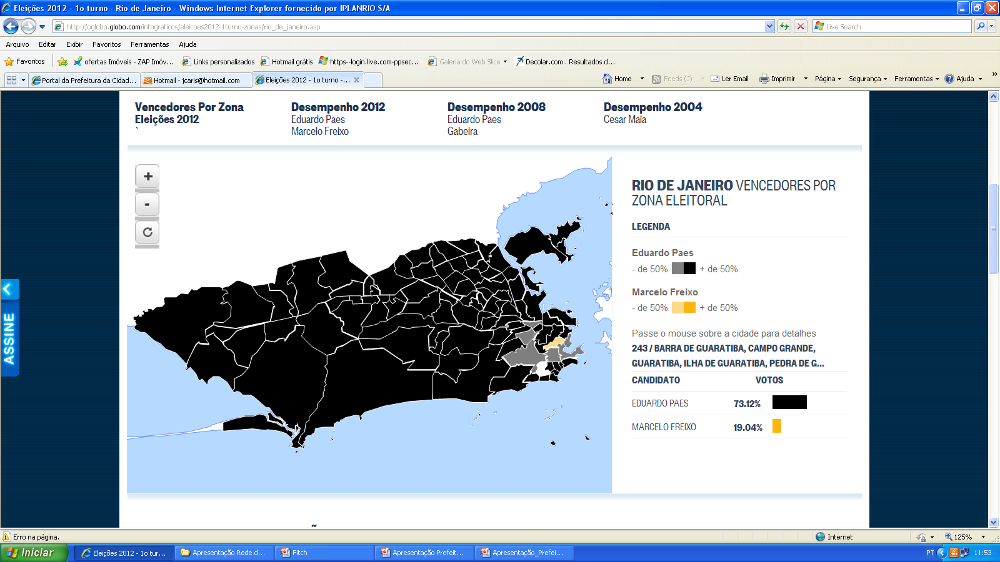 Eleições 2012 - 1o turno - Rio de Janeiro - Windows Internet Explorer fornecido por IPLANRIO S/A
http://oglobo.globo.com/infograficos/eleicoes2012-1turno-zonas/rio_de_janeiro.asp
Live Search
Arquivo Editar Exibir Favoritos Ferramentas Ajuda
Favoritos ofertas Imóveis - ZAP Imóv... Links personalizados Hotmail grátis https--login.live.com-ppsec... Galeria do Web Slice Decolar.com . Resultados d...
Portal da Prefeitura da Cidad... Hotmail - jcaris@hotmail.com Eleições 2012 - 1o turno -... Home Feeds (J) Ler Email Imprimir Página Segurança Ferramentas Ajuda »
Vencedores Por Zona
Eleições 2012
`
Desempenho 2012
Eduardo Paes
Marcelo Freixo
Desempenho 2008
Eduardo Paes
Gabeira
Desempenho 2004
Cesar Maia
+
-
RIO DE JANEIRO VENCEDORES POR
ZONA ELEITORAL
LEGENDA
Eduardo Paes
- de 50% + de 50%
Marcelo Freixo
- de 50% + de 50%
Passe o mouse sobre a cidade para detalhes
243 / BARRA DE GUARATIBA, CAMPO GRANDE,
GUARATIBA, ILHA DE GUARATIBA, PEDRA DE G...
CANDIDATO VOTOS
EDUARDO PAES 73.12%
MARCELO FREIXO 19.04%
ASSINE
Erro na página. Internet 125%
Iniciar Eleições 2012 - 1o tur... Apresentação Rede d... Fitch Apresentação Prefeit... Apresentação_Prefei... PT 11:53